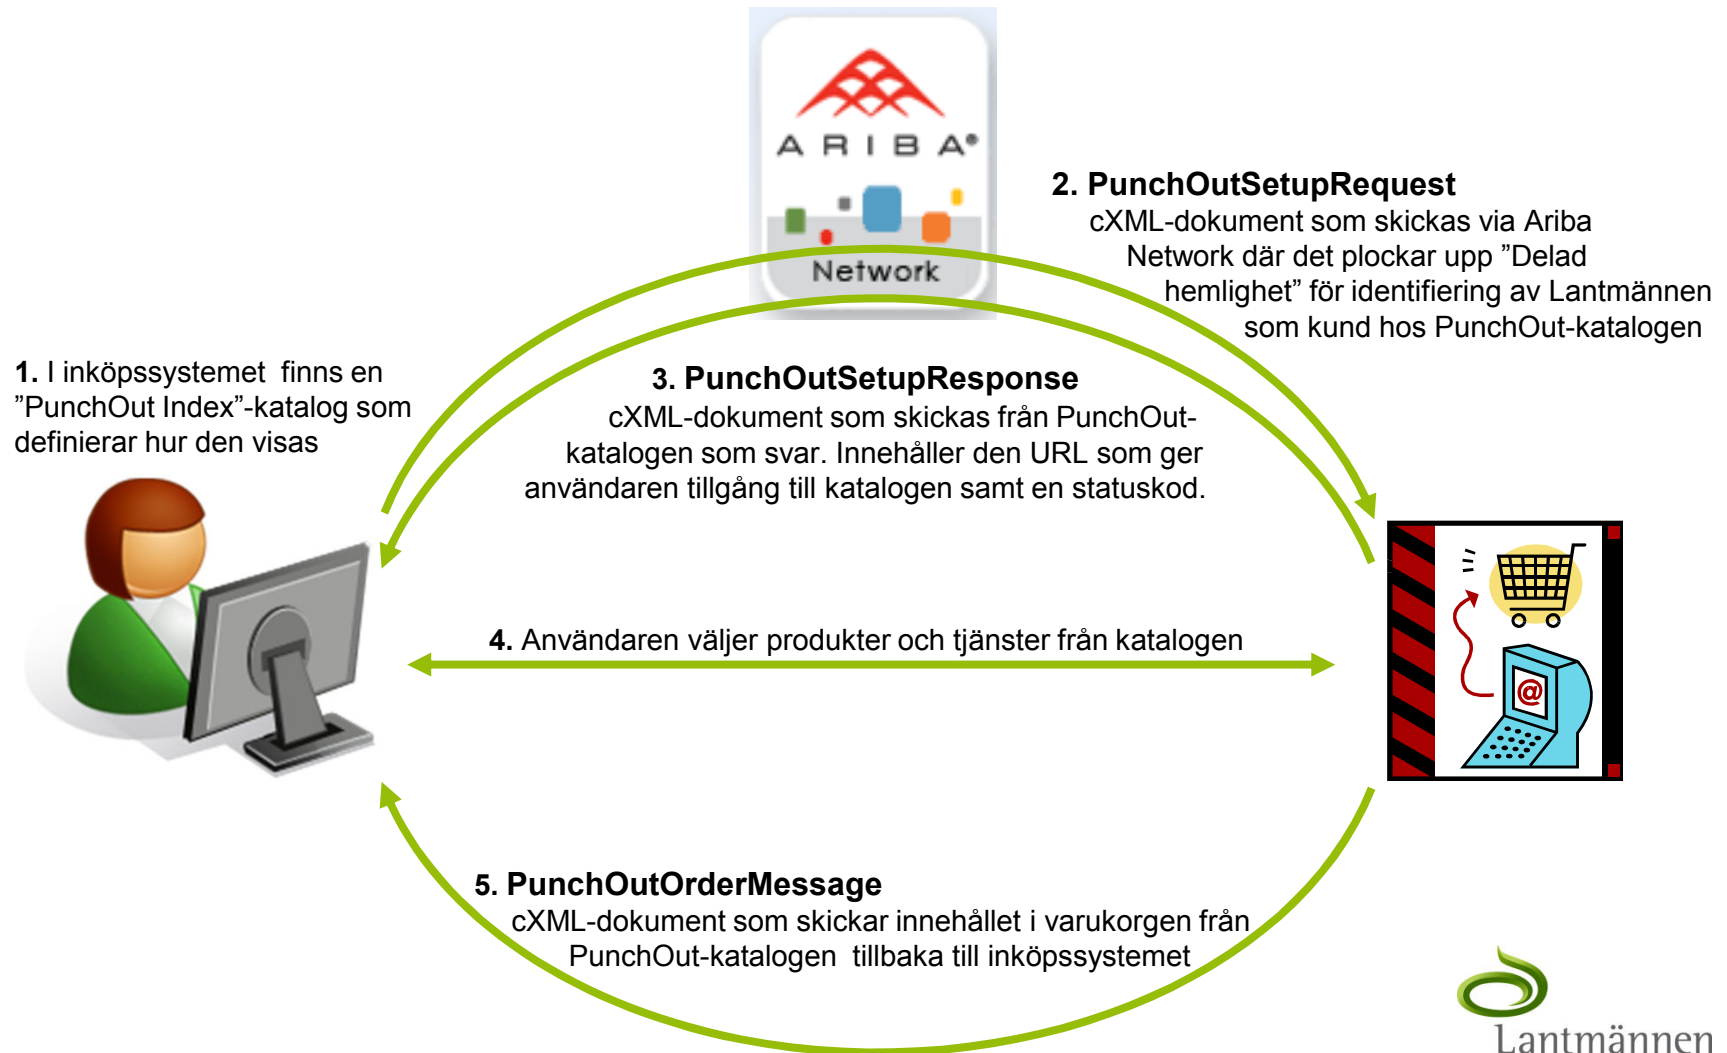 ARIBA®
Network
2. PunchOutSetupRequest
cXML-dokument som skickas via Ariba
Network där det plockar upp ”Delad
hemlighet” för identifiering av Lantmännen
som kund hos PunchOut-katalogen
1. I inköpssystemet finns en
”PunchOut Index”-katalog som
definierar hur den visas
3. PunchOutSetupResponse
cXML-dokument som skickas från PunchOut-
katalogen som svar. Innehåller den URL som ger
användaren tillgång till katalogen samt en statuskod.
4. Användaren väljer produkter och tjänster från katalogen
@
5. PunchOutOrderMessage
cXML-dokument som skickar innehållet i varukorgen från
PunchOut-katalogen tillbaka till inköpssystemet
Lantmännen